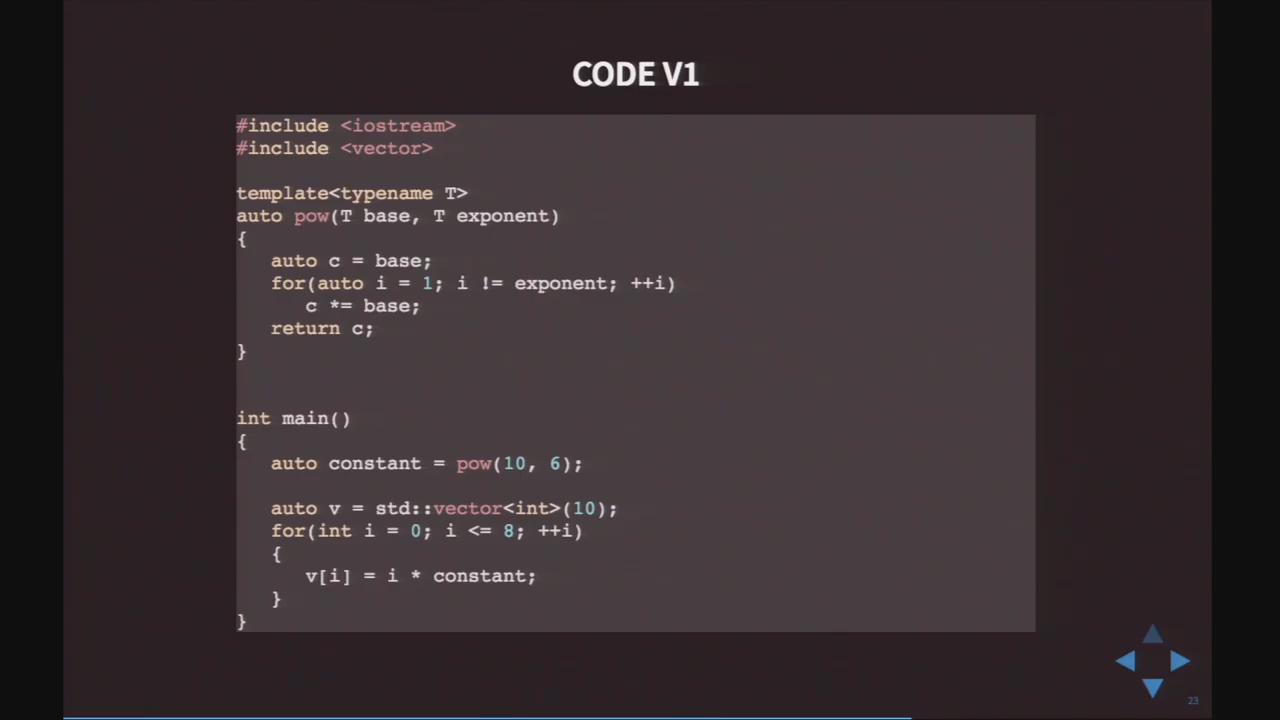 CODE V1
#include <iostream>
#include <vector>
template<typename T>
auto pow(T base, T exponent)
{
auto c = base;
for(auto i = 1; i != exponent; ++i)
c *= base;
return c;
}
int main()
{
auto constant = pow(10, 6);
auto v = std::vector<int>(10);
for(int i = 0; i <= 8; ++i)
{
v[i] = i * constant;
}
}
23